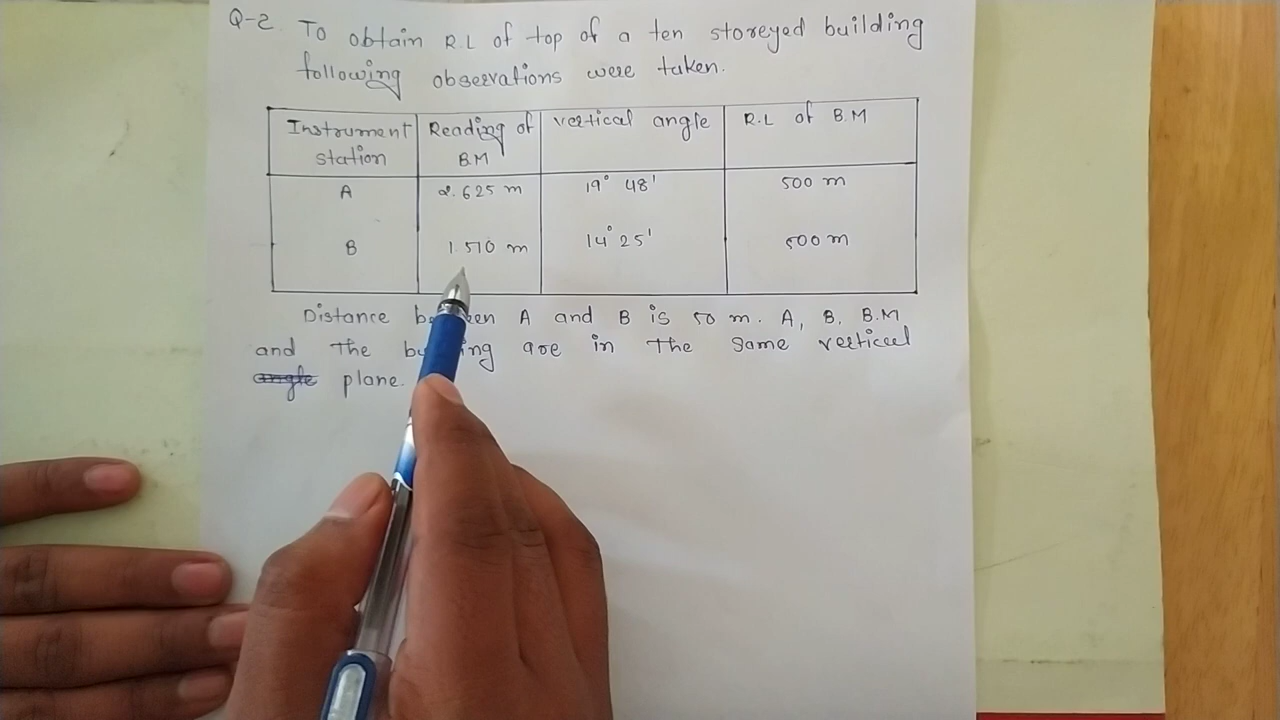 Q-2. To obtain R.L of top of a ten storeyed building
following observations were taken.
Instrument station Reading of B.M vertical angle R.L of B.M
A 2.625 m 19° 48' 500 m
B 1.510 m 14° 25' 500 m
Distance between A and B is 50 m. A, B, B.M
and The building are in The same vertical
angle plane.